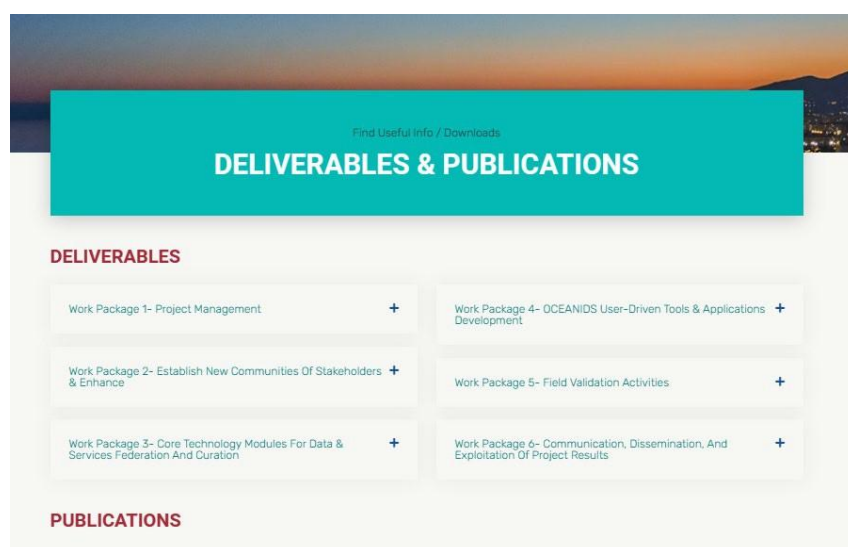 Find Useful Info / Downloads
DELIVERABLES & PUBLICATIONS
DELIVERABLES
Work Package 1- Project Management +
Work Package 2- Establish New Communities Of Stakeholders +
& Enhance
Work Package 3- Core Technology Modules For Data & +
Services Federation And Curation
Work Package 4- OCEANIDS User-Driven Tools & Applications +
Development
Work Package 5- Field Validation Activities +
Work Package 6- Communication, Dissemination, And +
Exploitation Of Project Results
PUBLICATIONS